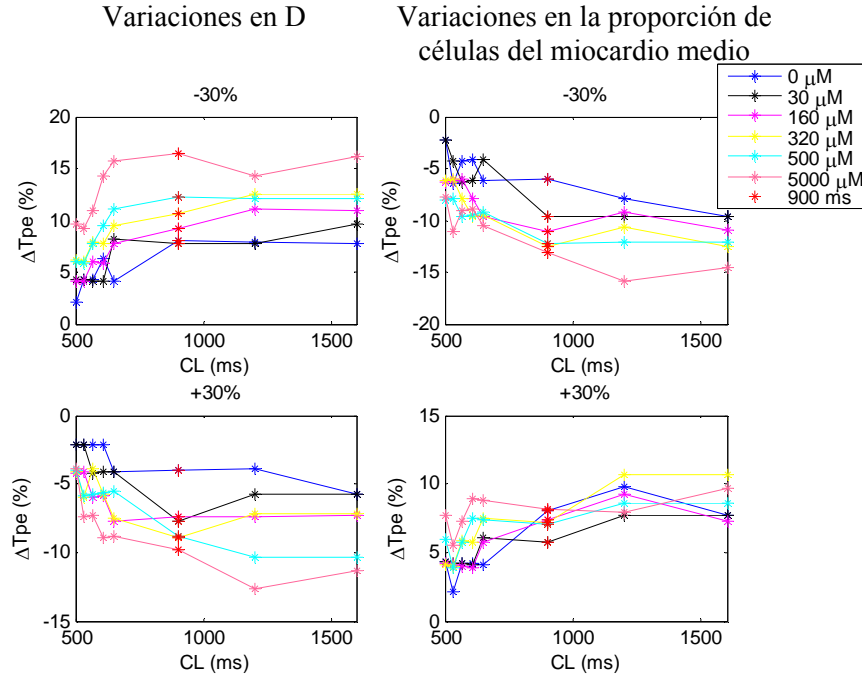 Variaciones en D
Variaciones en la proporción de
células del miocardio medio
-30%
20
15
10
5
0
ΔTpe (%)
500
1000
1500
CL (ms)
-30%
0
-5
-10
-15
-20
ΔTpe (%)
500
1000
1500
CL (ms)
0 μM
30 μM
160 μM
320 μM
500 μM
5000 μM
900 ms
+30%
0
-5
-10
-15
ΔTpe (%)
500
1000
1500
CL (ms)
+30%
15
10
5
0
ΔTpe (%)
500
1000
1500
CL (ms)